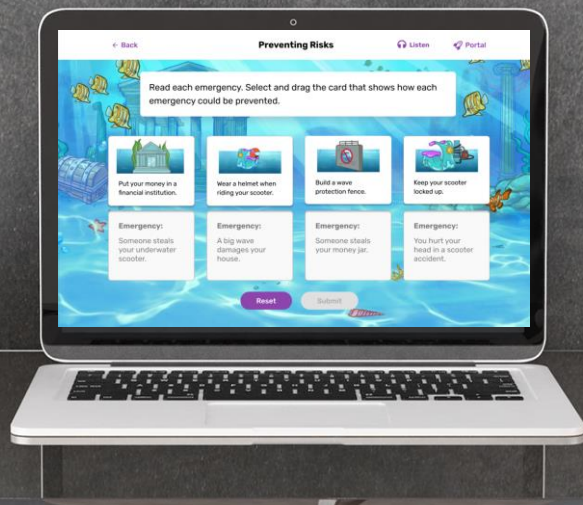 ← Back
Preventing Risks
Listen
Portal
Read each emergency. Select and drag the card that shows how each
emergency could be prevented.
Put your money in a
financial institution.
Wear a helmet when
riding your scooter.
Build a wave
protection fence.
Keep your scooter
locked up.
Emergency:
Someone steals
your underwater
scooter.
Emergency:
A big wave
damages your
house.
Emergency:
Someone steals
your money jar.
Emergency:
You hurt your
head in a scooter
accident.
Reset
Submit